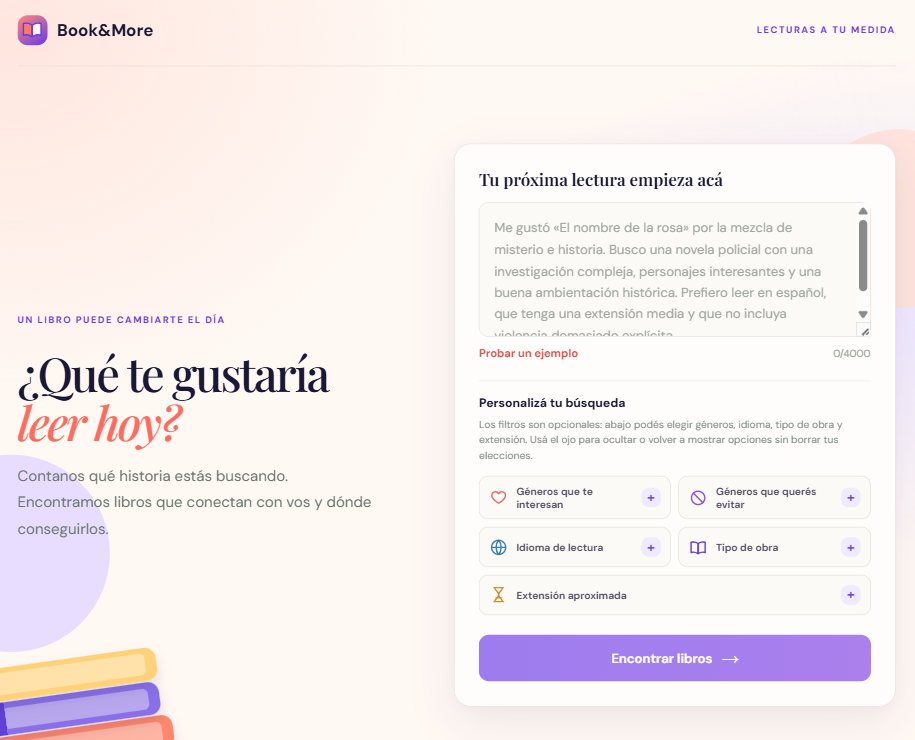 Book&More
LECTURAS A TU MEDIDA
UN LIBRO PUEDE CAMBIARTE EL DÍA
¿Qué te gustaría
leer hoy?
Contanos qué historia estás buscando.
Encontramos libros que conectan con vos y dónde
conseguirlos.
Tu próxima lectura empieza acá
Me gustó «El nombre de la rosa» por la mezcla de
misterio e historia. Busco una novela policial con una
investigación compleja, personajes interesantes y una
buena ambientación histórica. Prefiero leer en español,
que tenga una extensión media y que no incluya
violencia demasiado explícita.
Probar un ejemplo
0/4000
Personalizá tu búsqueda
Los filtros son opcionales: abajo podés elegir géneros, idioma, tipo de obra y
extensión. Usá el ojo para ocultar o volver a mostrar opciones sin borrar tus
elecciones.
Géneros que te
interesan
+
Géneros que querés
evitar
+
Idioma de lectura
+
Tipo de obra
+
Extensión aproximada
+
Encontrar libros →